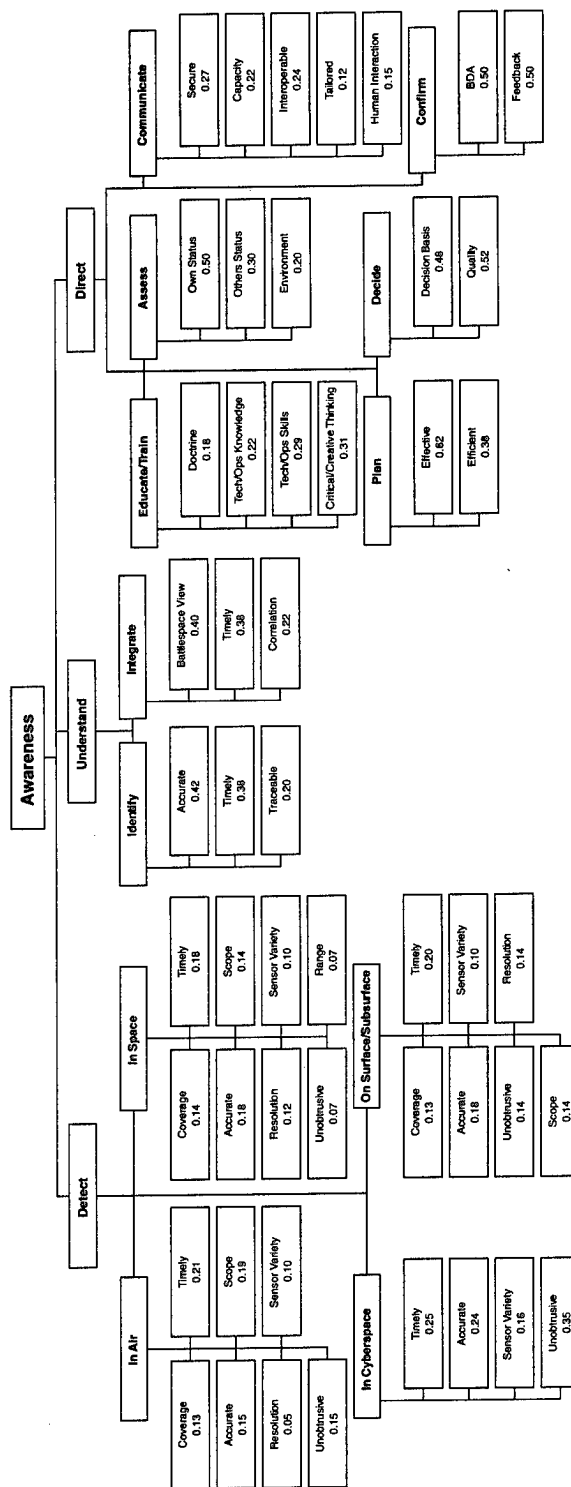 Awareness
Detect
In Air
Coverage
0.13
Timely
0.21
Accurate
0.15
Scope
0.19
Resolution
0.05
Sensor Variety
0.10
Unobtrusive
0.15
In Space
Coverage
0.14
Timely
0.18
Accurate
0.18
Scope
0.14
Resolution
0.12
Sensor Variety
0.10
Unobtrusive
0.07
Range
0.07
In Cyberspace
Timely
0.25
Accurate
0.24
Sensor Variety
0.16
Unobtrusive
0.35
On Surface/Subsurface
Coverage
0.13
Timely
0.20
Accurate
0.18
Sensor Variety
0.10
Unobtrusive
0.14
Resolution
0.14
Scope
0.14
Understand
Identify
Accurate
0.42
Timely
0.38
Traceable
0.20
Integrate
Battlespace View
0.40
Timely
0.38
Correlation
0.22
Direct
Educate/Train
Doctrine
0.18
Tech/Ops Knowledge
0.22
Tech/Ops Skills
0.29
Critical/Creative Thinking
0.31
Assess
Own Status
0.50
Others Status
0.30
Environment
0.20
Communicate
Secure
0.27
Capacity
0.22
Interoperable
0.24
Tailored
0.12
Human Interaction
0.15
Plan
Effective
0.62
Efficient
0.38
Decide
Decision Basis
0.48
Quality
0.52
Confirm
BDA
0.50
Feedback
0.50